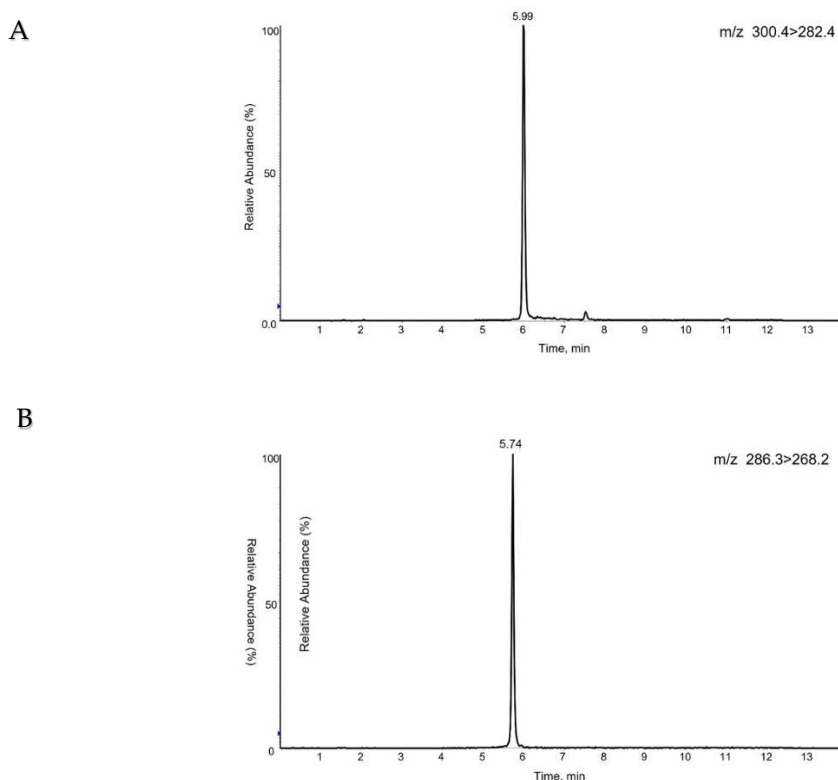 A
5.99
m/z 300.4>282.4
100
50
0.0
Relative Abundance (%)
1 2 3 4 5 6 7 8 9 10 11 12 13
Time, min
B
5.74
m/z 286.3>268.2
100
50
0
Relative Abundance (%)
Relative Abundance (%)
1 2 3 4 5 6 7 8 9 10 11 12 13
Time, min